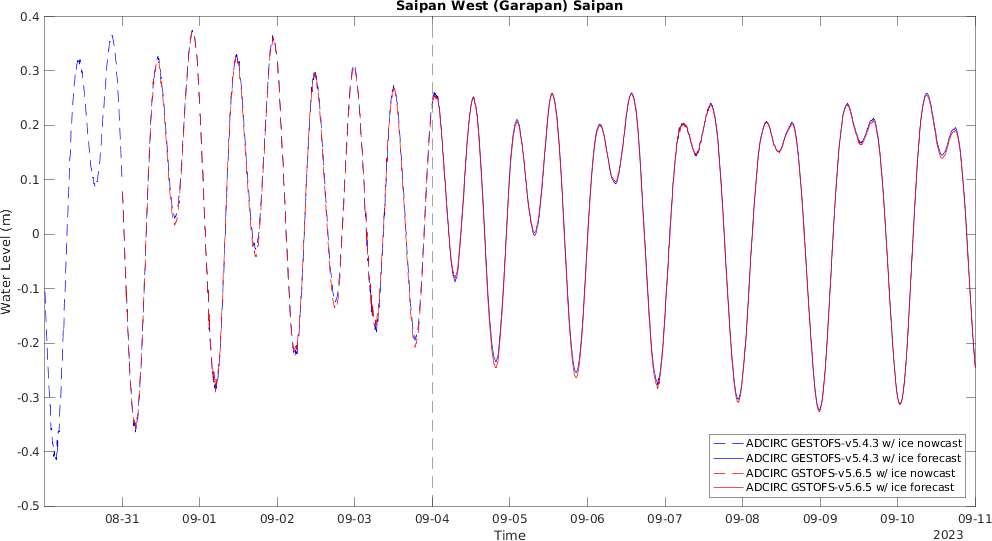 Saipan West (Garapan) Saipan
0.4
0.3
0.2
0.1
0
-0.1
-0.2
-0.3
-0.4
-0.5
Water Level (m)
ADCIRC GESTOFS-v5.4.3 w/ ice nowcast
ADCIRC GESTOFS-v5.4.3 w/ ice forecast
ADCIRC GSTOFS-v5.6.5 w/ ice nowcast
ADCIRC GSTOFS-v5.6.5 w/ ice forecast
08-31 09-01 09-02 09-03 09-04 09-05 09-06 09-07 09-08 09-09 09-10 09-11
Time
2023